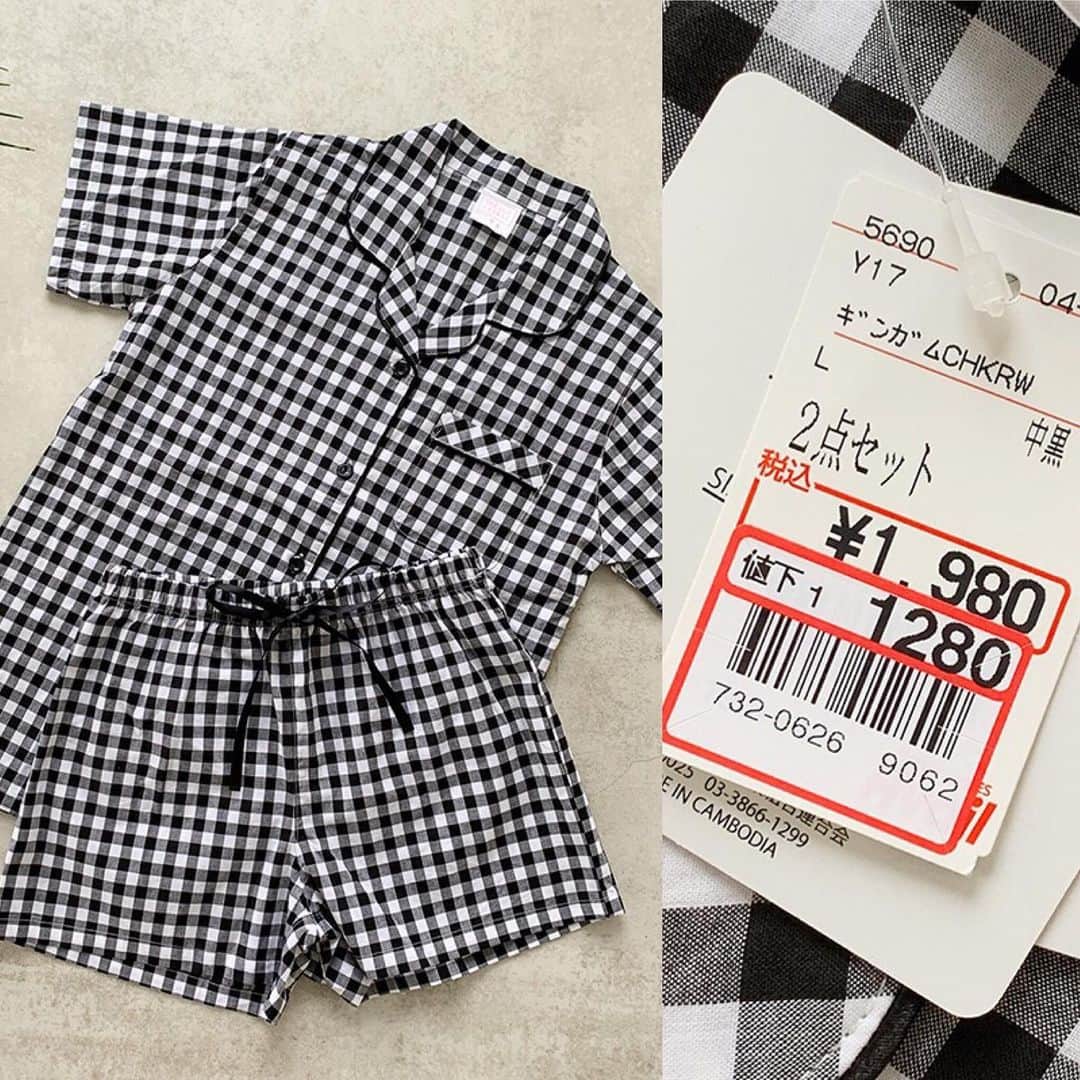 5690
Y17
04
ｷﾞﾝｶﾞﾑCHKRW
L
中黒
2点セット
税込
¥1,980
値下1
1280
732-0626 9062
0025 03-3866-1299
IN CAMBODIA